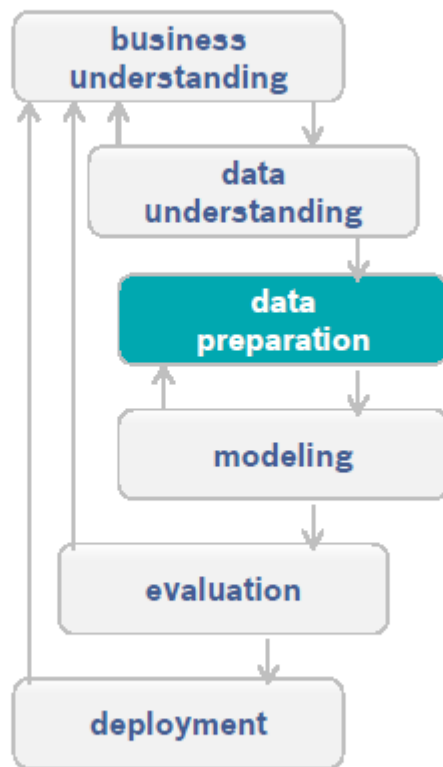 business
understanding
data
understanding
data
preparation
modeling
evaluation
deployment